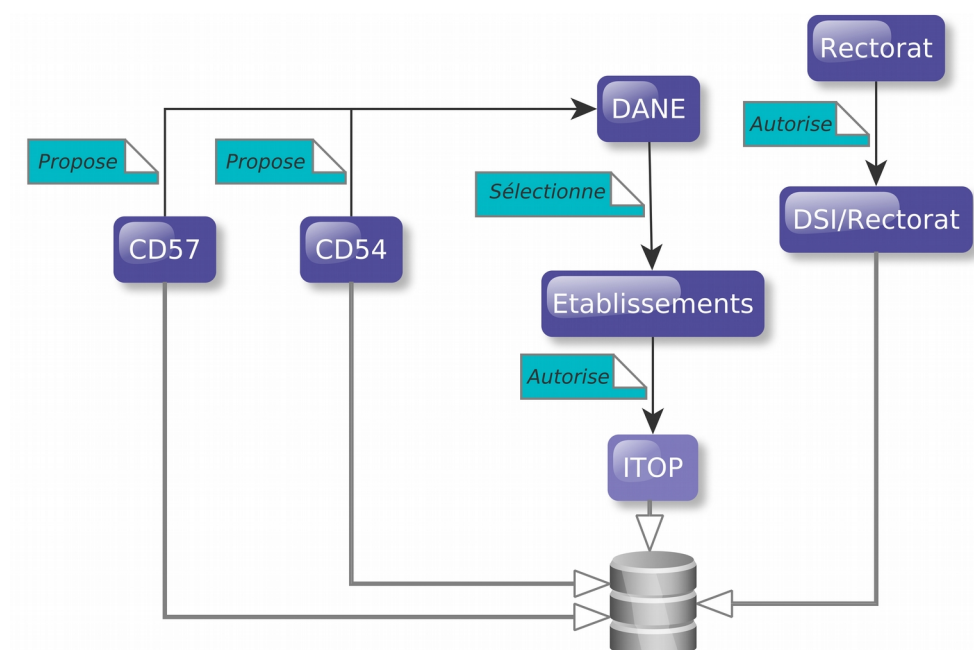 Rectorat
DANE
Autorise
Propose
Propose
Sélectionne
DSI/Rectorat
CD57
CD54
Etablissements
Autorise
ITOP